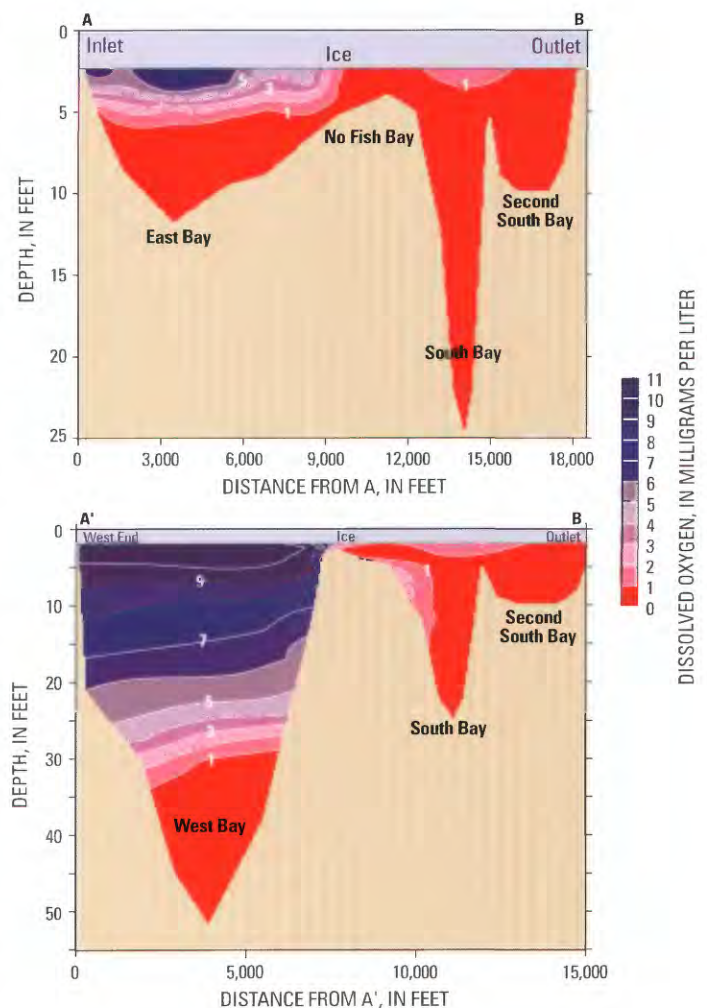 A B
Inlet Ice Outlet
0
5
10
15
20
25
DEPTH, IN FEET
5
3
1
1
No Fish Bay
East Bay
Second
South Bay
South Bay
0 3,000 6,000 9,000 12,000 15,000 18,000
DISTANCE FROM A, IN FEET
A' B
West End Ice Outlet
0
10
20
30
40
50
DEPTH, IN FEET
9
7
5
3
1
1
Second
South Bay
South Bay
West Bay
0 5,000 10,000 15,000
DISTANCE FROM A', IN FEET
11
10
9
8
7
6
5
4
3
2
1
0
DISSOLVED OXYGEN, IN MILLIGRAMS PER LITER